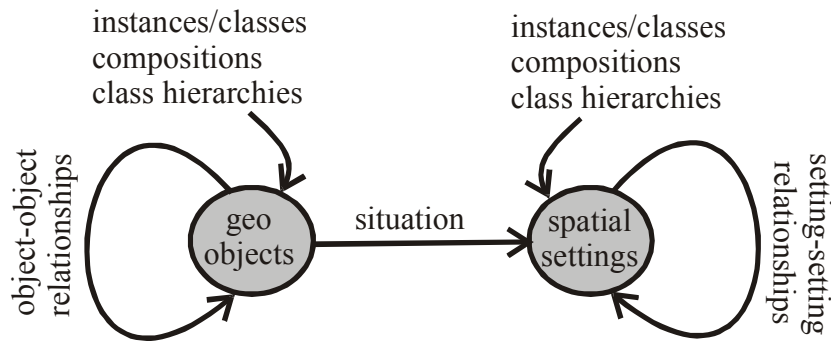 instances/classes
compositions
class hierarchies
instances/classes
compositions
class hierarchies
object-object
relationships
geo
objects
situation
spatial
settings
setting-setting
relationships